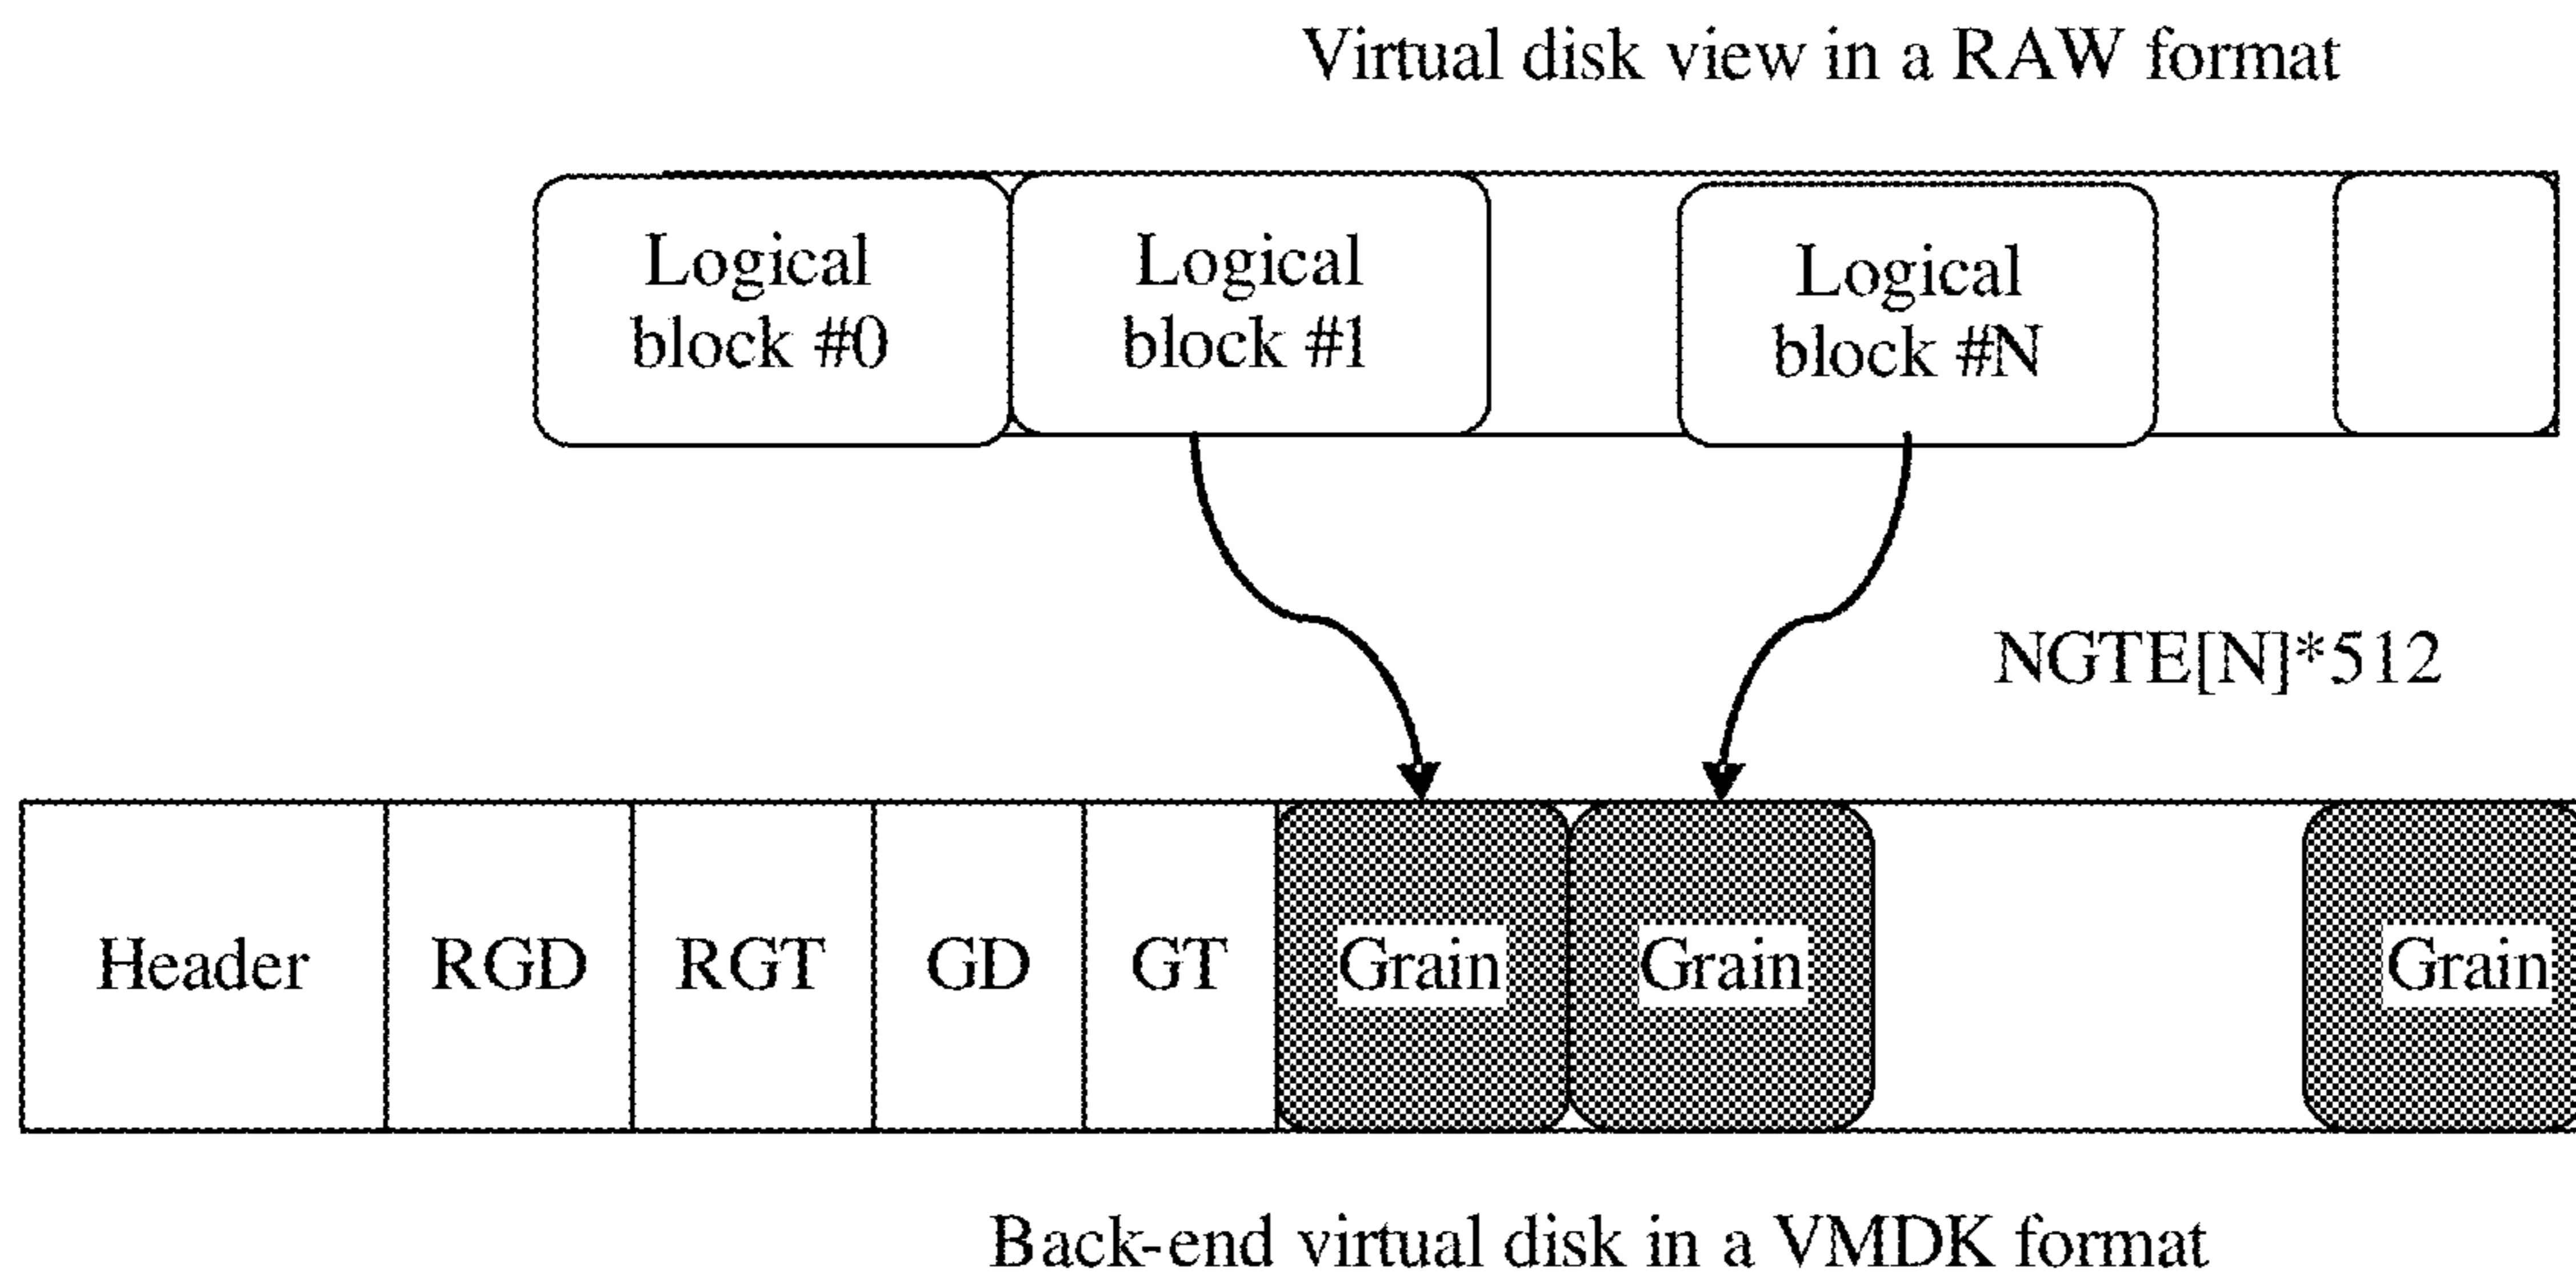 Virtual disk view in a RAW format
Logical
block #0
Logical
block #1
Logical
block #N
NGTE[N]*512
Header
RGD
RGT
GD
GT
Grain
Grain
Grain
Back-end virtual disk in a VMDK format